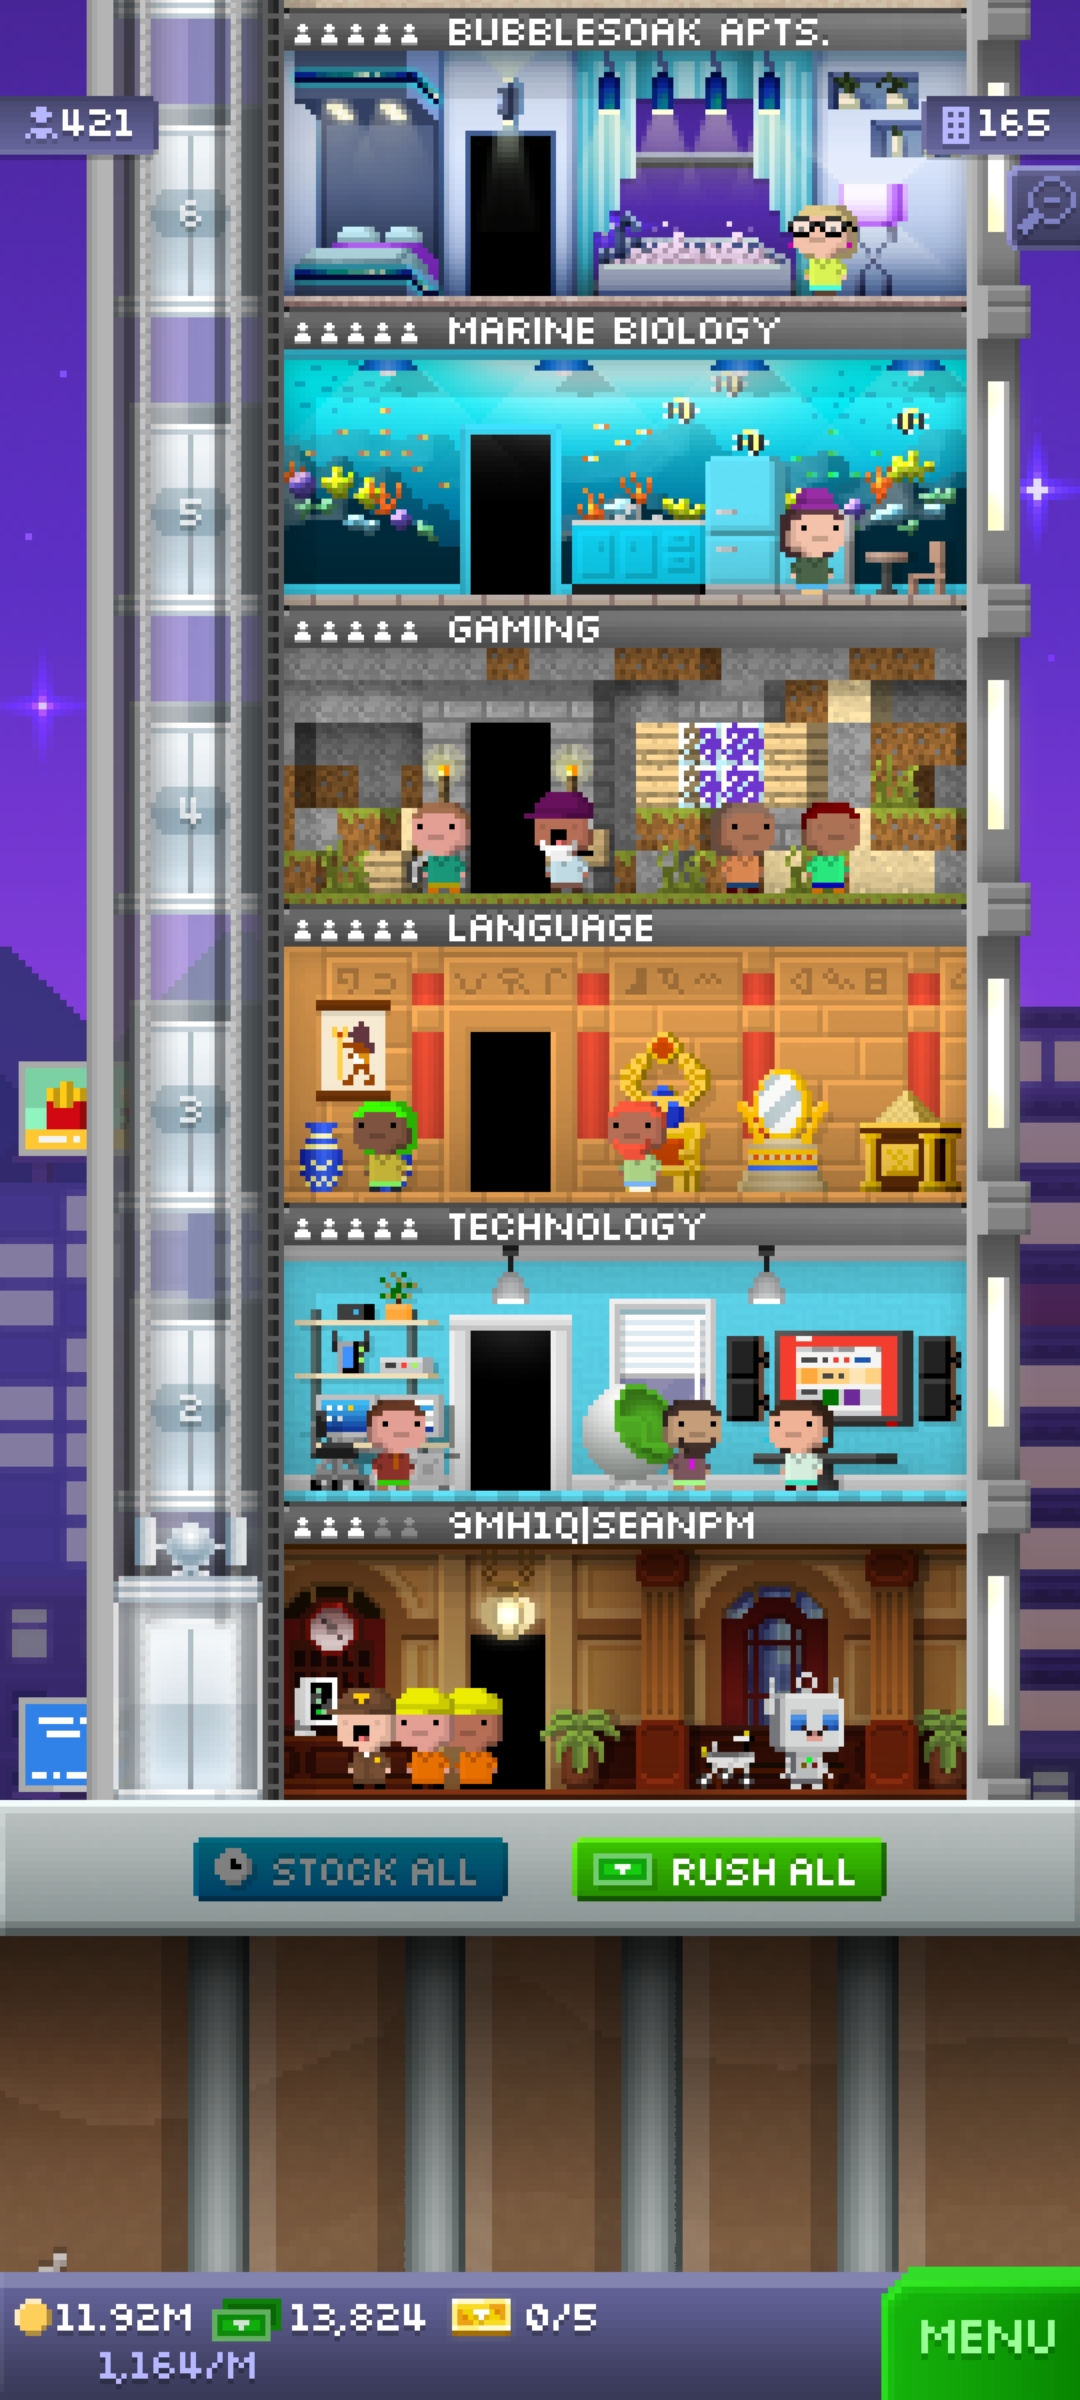 BUBBLESOAK APTS.
421
165
6
MARINE BIOLOGY
5
GAMING
4
LANGUAGE
3
TECHNOLOGY
2
9MH1Q|SEANPM
STOCK ALL
RUSH ALL
11.92M
13,824
0/5
1,164/M
MENU